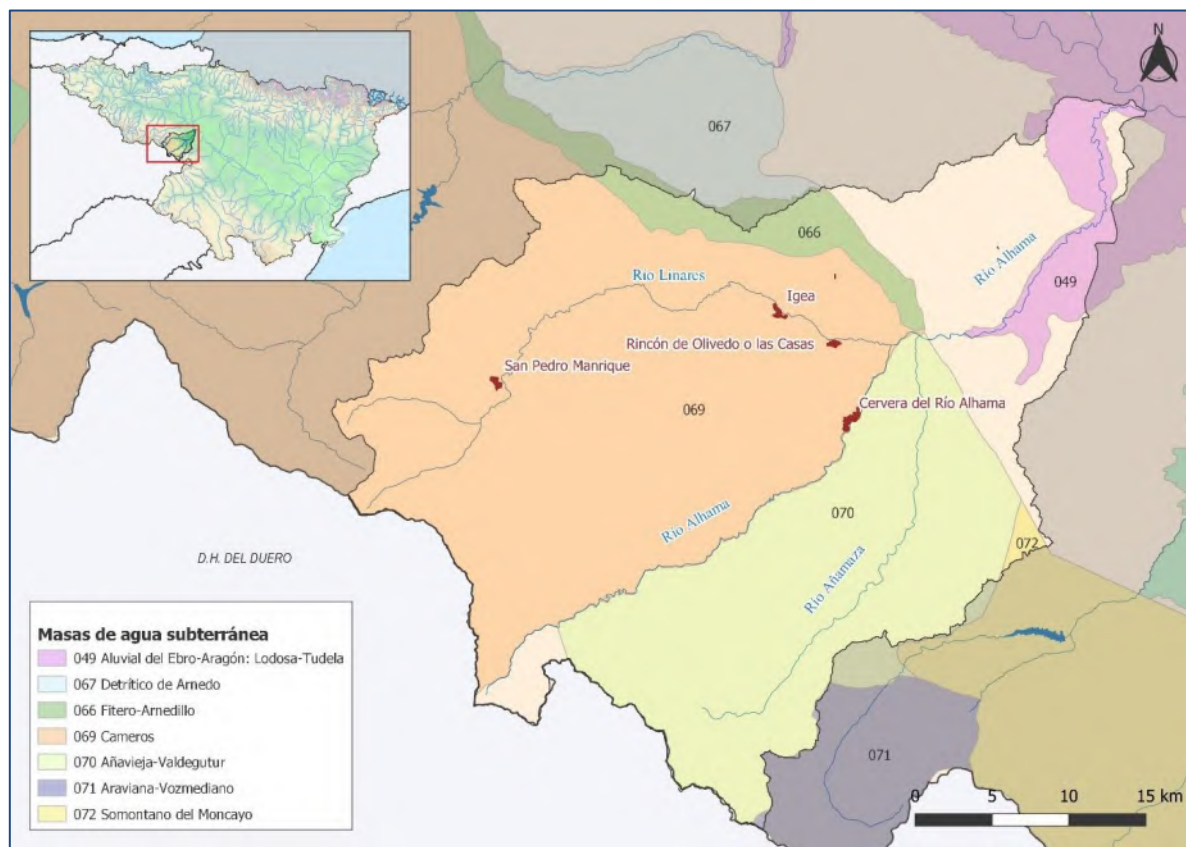 N
067
066
Río Linares
Río Alhama
049
Igea
Rincón de Olivedo o las Casas
San Pedro Manrique
069
Cervera del Río Alhama
Río Alhama
070
072
Río Añamaza
D.H. DEL DUERO
071
Masas de agua subterránea
049 Aluvial del Ebro-Aragón: Lodosa-Tudela
067 Detrítico de Arnedo
066 Fitero-Arnedillo
069 Cameros
070 Añavieja-Valdegutur
071 Araviana-Vozmediano
072 Somontano del Moncayo
0 5 10 15 km